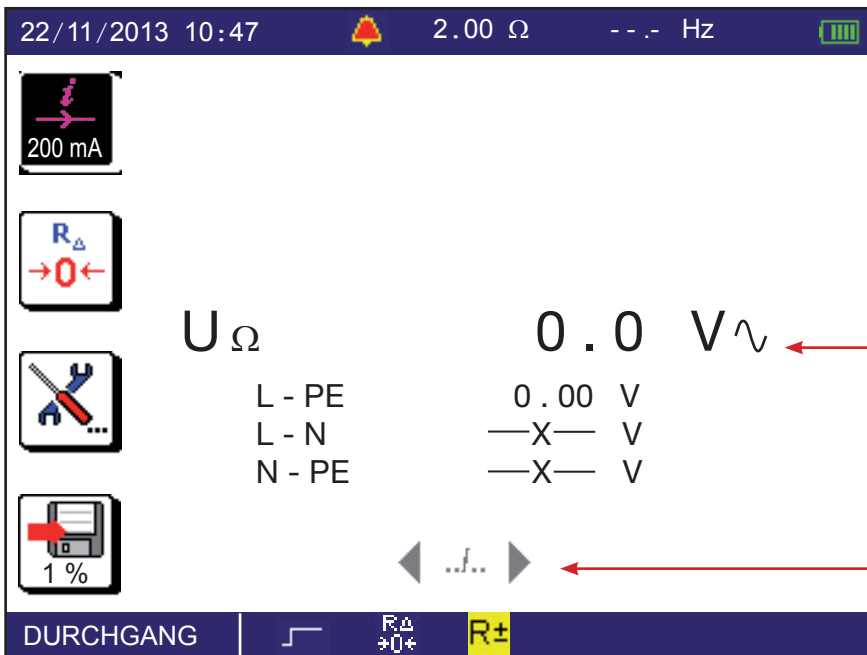 22/11/2013 10:47 2.00 Ω - - .- Hz
i
200 mA
RΔ
→0←
...
UΩ 0.0 V∿
L - PE 0.00 V
L - N —X— V
N - PE —X— V
1 %
◀ ../.. ▶
DURCHGANG RΔ →0← R±